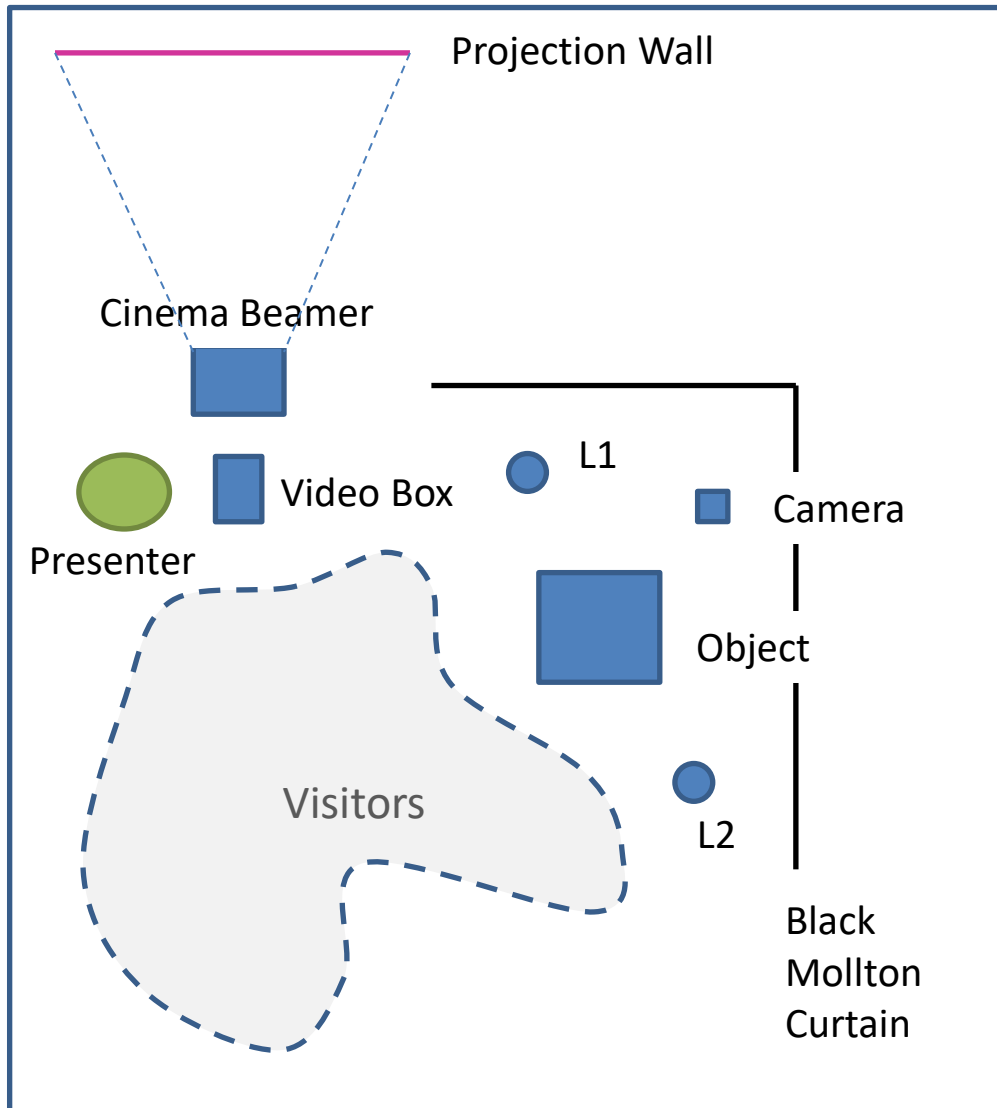 Projection Wall
Cinema Beamer
L1
Video Box
Camera
Presenter
Object
Visitors
L2
Black
Mollton
Curtain